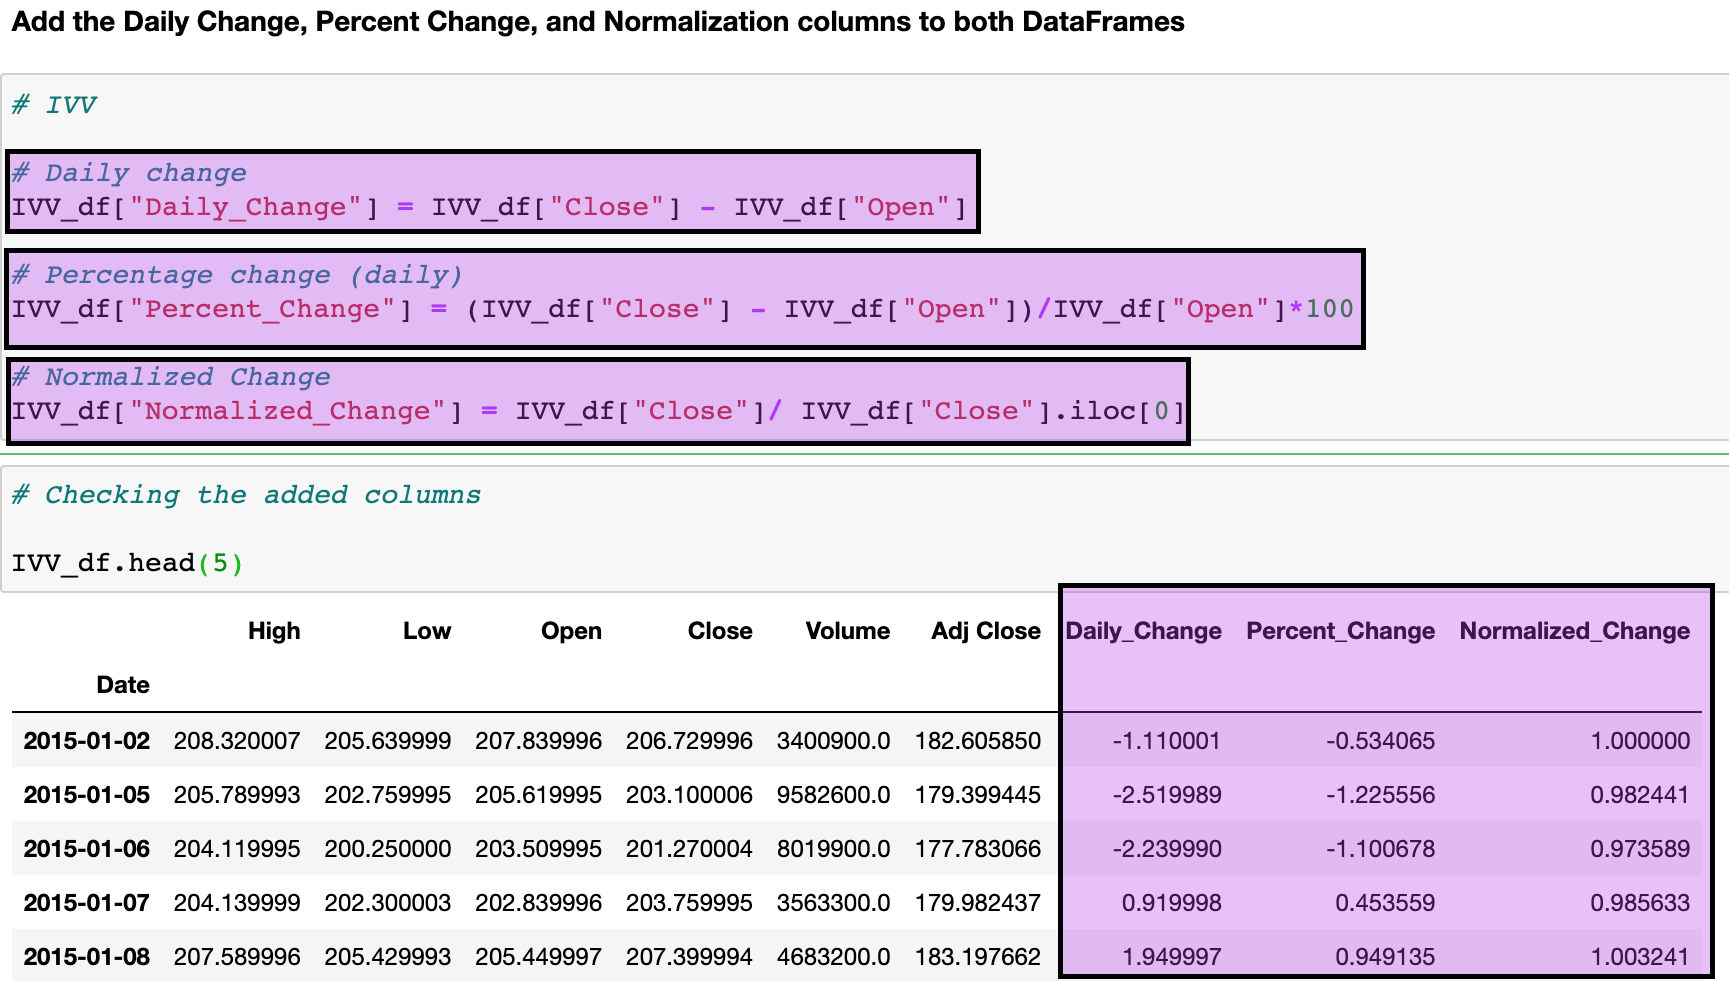 Add the Daily Change, Percent Change, and Normalization columns to both DataFrames
# IVV
# Daily change
IVV_df["Daily_Change"] = IVV_df["Close"] - IVV_df["Open"]
# Percentage change (daily)
IVV_df["Percent_Change"] = (IVV_df["Close"] - IVV_df["Open"])/IVV_df["Open"]*100
# Normalized Change
IVV_df["Normalized_Change"] = IVV_df["Close"]/ IVV_df["Close"].iloc[0]
# Checking the added columns
IVV_df.head(5)
High Low Open Close Volume Adj Close Daily_Change Percent_Change Normalized_Change
Date
2015-01-02 208.320007 205.639999 207.839996 206.729996 3400900.0 182.605850 -1.110001 -0.534065 1.000000
2015-01-05 205.789993 202.759995 205.619995 203.100006 9582600.0 179.399445 -2.519989 -1.225556 0.982441
2015-01-06 204.119995 200.250000 203.509995 201.270004 8019900.0 177.783066 -2.239990 -1.100678 0.973589
2015-01-07 204.139999 202.300003 202.839996 203.759995 3563300.0 179.982437 0.919998 0.453559 0.985633
2015-01-08 207.589996 205.429993 205.449997 207.399994 4683200.0 183.197662 1.949997 0.949135 1.003241